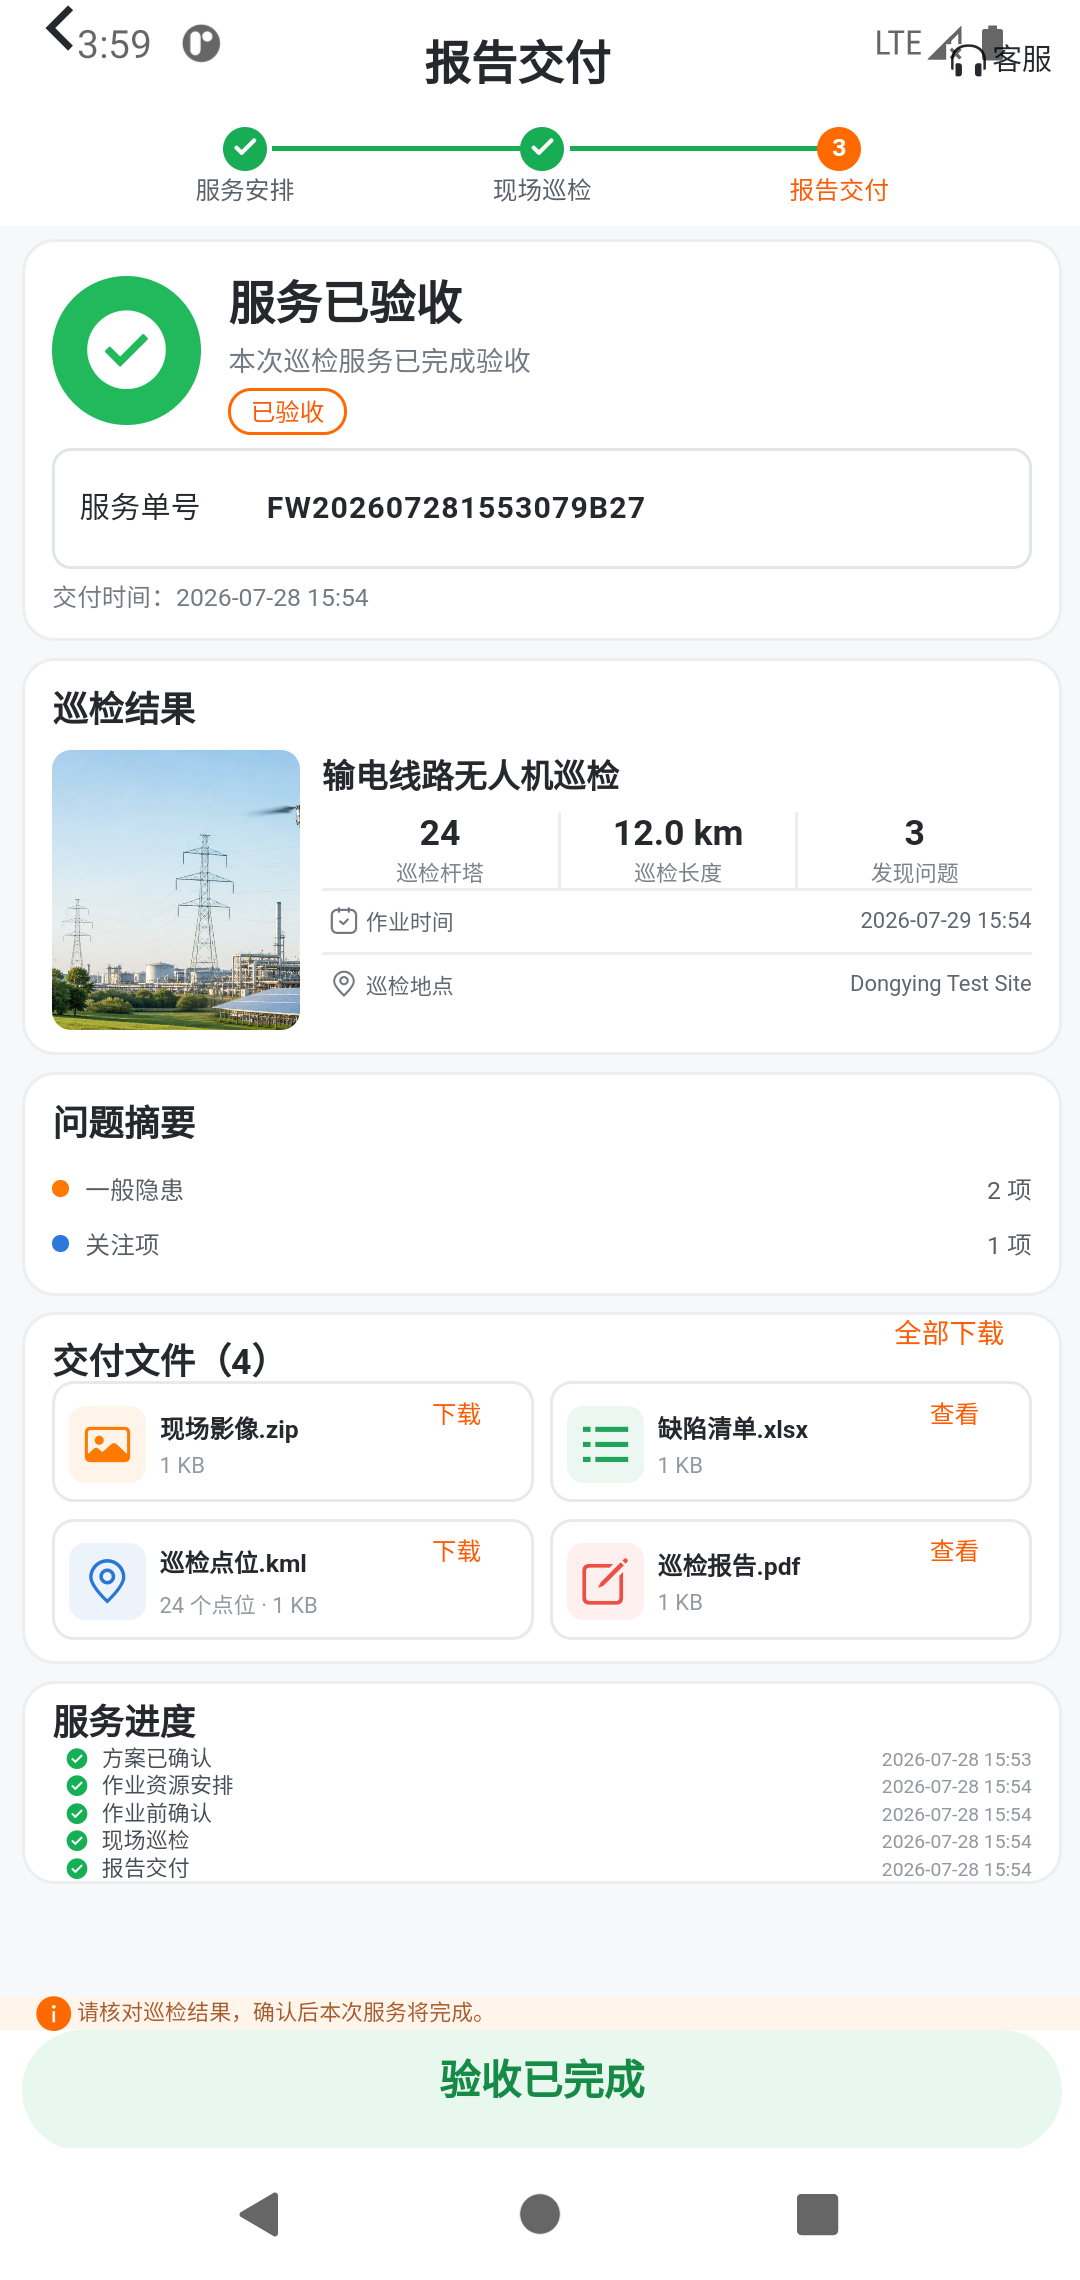 3:59
LTE
报告交付
客服
3
服务安排
现场巡检
报告交付
服务已验收
本次巡检服务已完成验收
已验收
服务单号 FW202607281553079B27
交付时间：2026-07-28 15:54
巡检结果
输电线路无人机巡检
24 12.0 km 3
巡检杆塔 巡检长度 发现问题
作业时间 2026-07-29 15:54
巡检地点 Dongying Test Site
问题摘要
一般隐患 2 项
关注项 1 项
交付文件（4） 全部下载
现场影像.zip 下载
1 KB
缺陷清单.xlsx 查看
1 KB
巡检点位.kml 下载
24 个点位 · 1 KB
巡检报告.pdf 查看
1 KB
服务进度
方案已确认 2026-07-28 15:53
作业资源安排 2026-07-28 15:54
作业前确认 2026-07-28 15:54
现场巡检 2026-07-28 15:54
报告交付 2026-07-28 15:54
请核对巡检结果，确认后本次服务将完成。
验收已完成